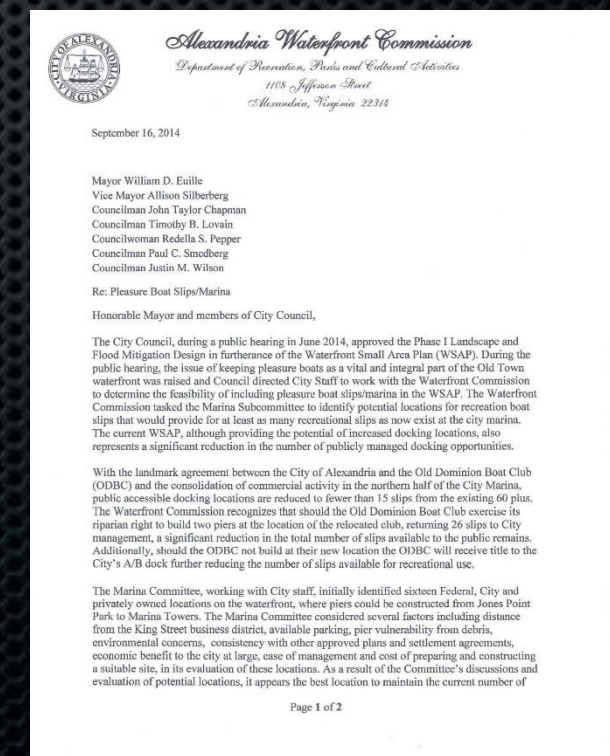 Alexandria Waterfront Commission
Department of Recreation, Parks and Cultural Activities
1108 Jefferson Street
Alexandria, Virginia 22314
CITY OF ALEXANDRIA
VIRGINIA
September 16, 2014
Mayor William D. Euille
Vice Mayor Allison Silberberg
Councilman John Taylor Chapman
Councilman Timothy B. Lovain
Councilwoman Redella S. Pepper
Councilman Paul C. Smedberg
Councilman Justin M. Wilson
Re: Pleasure Boat Slips/Marina
Honorable Mayor and members of City Council,
The City Council, during a public hearing in June 2014, approved the Phase I Landscape and
Flood Mitigation Design in furtherance of the Waterfront Small Area Plan (WSAP). During the
public hearing, the issue of keeping pleasure boats as a vital and integral part of the Old Town
waterfront was raised and Council directed City Staff to work with the Waterfront Commission
to determine the feasibility of including pleasure boat slips/marina in the WSAP. The Waterfront
Commission tasked the Marina Subcommittee to identify potential locations for recreation boat
slips that would provide for at least as many recreational slips as now exist at the city marina.
The current WSAP, although providing the potential of increased docking locations, also
represents a significant reduction in the number of publicly managed docking opportunities.
With the landmark agreement between the City of Alexandria and the Old Dominion Boat Club
(ODBC) and the consolidation of commercial activity in the northern half of the City Marina,
public accessible docking locations are reduced to fewer than 15 slips from the existing 60 plus.
The Waterfront Commission recognizes that should the Old Dominion Boat Club exercise its
riparian right to build two piers at the location of the relocated club, returning 26 slips to City
management, a significant reduction in the total number of slips available to the public remains.
Additionally, should the ODBC not build at their new location the ODBC will receive title to the
City's A/B dock further reducing the number of slips available for recreational use.
The Marina Committee, working with City staff, initially identified sixteen Federal, City and
privately owned locations on the waterfront, where piers could be constructed from Jones Point
Park to Marina Towers. The Marina Committee considered several factors including distance
from the King Street business district, available parking, pier vulnerability from debris,
environmental concerns, consistency with other approved plans and settlement agreements,
economic benefit to the city at large, ease of management and cost of preparing and constructing
a suitable site, in its evaluation of these locations. As a result of the Committee's discussions and
evaluation of potential locations, it appears the best location to maintain the current number of
Page 1 of 2